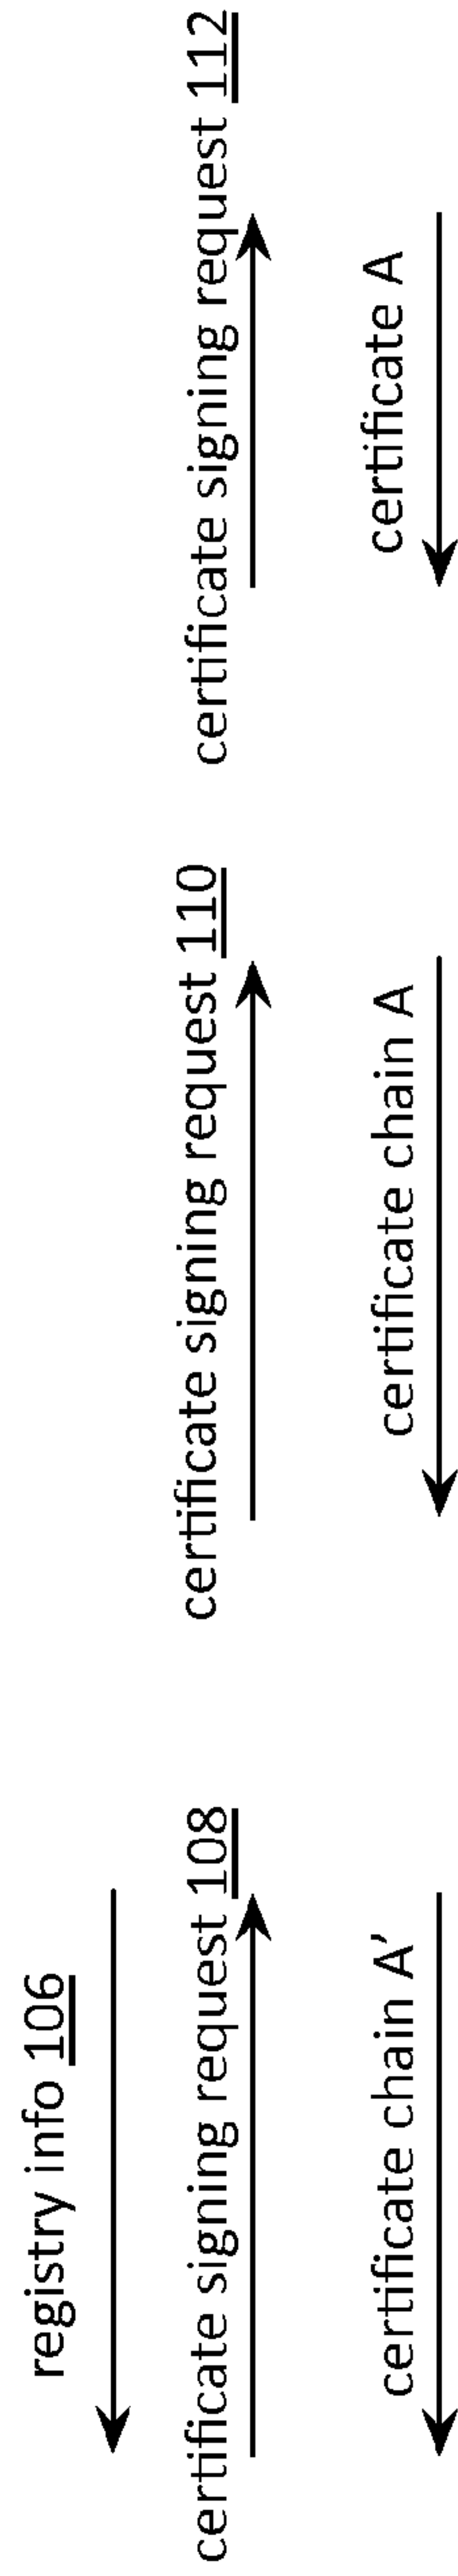 registry info 106
certificate signing request 108
certificate signing request 110
certificate signing request 112
certificate chain A'
certificate chain A
certificate A